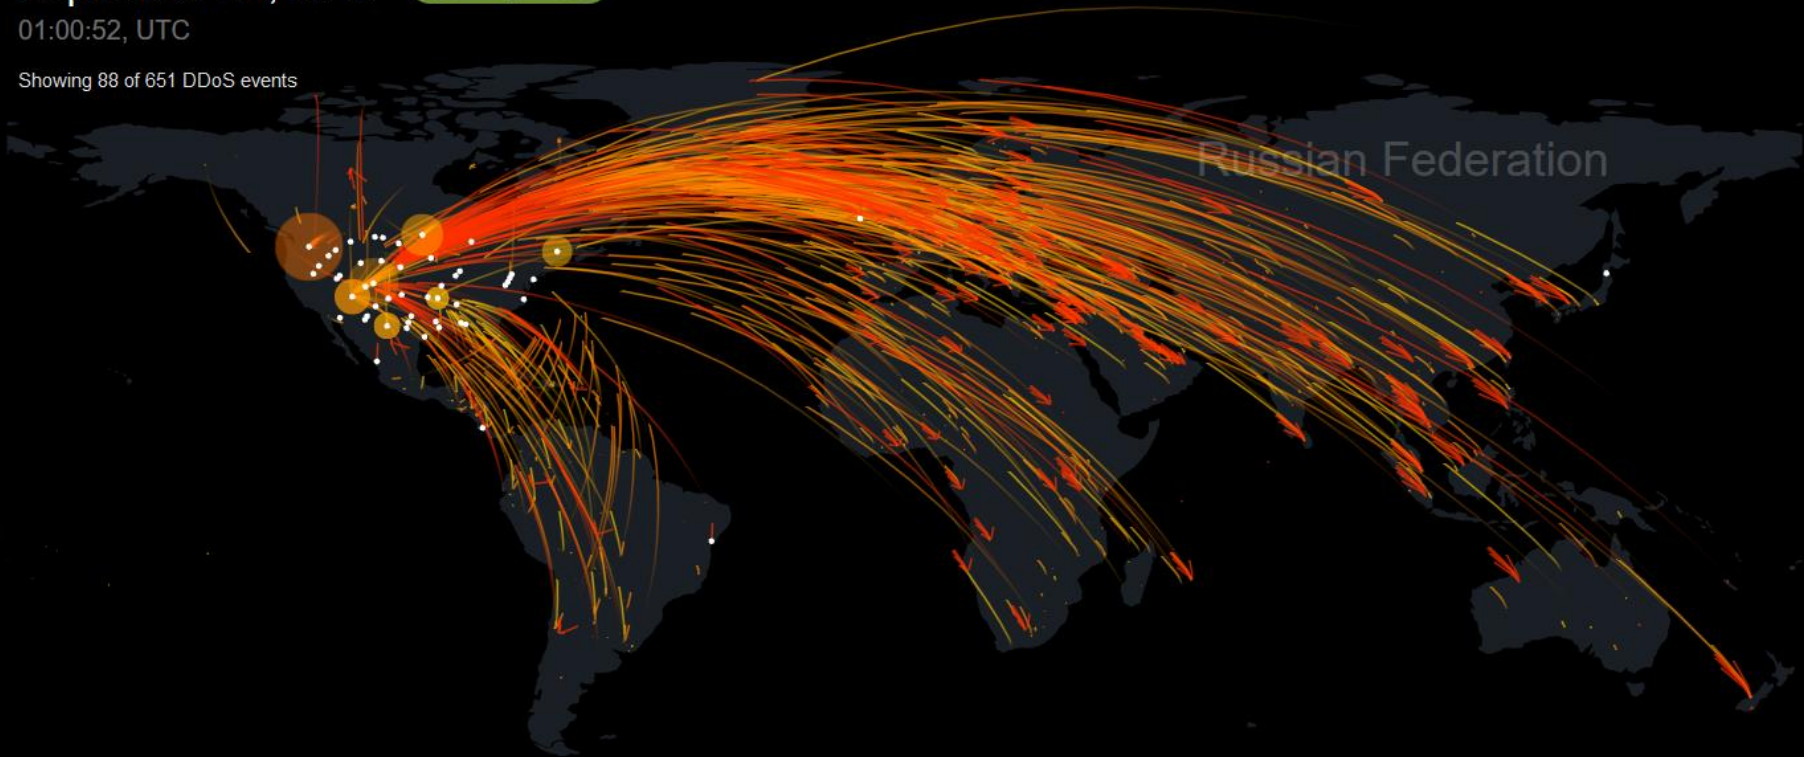 01:00:52, UTC
Showing 88 of 651 DDoS events
Russian Federation